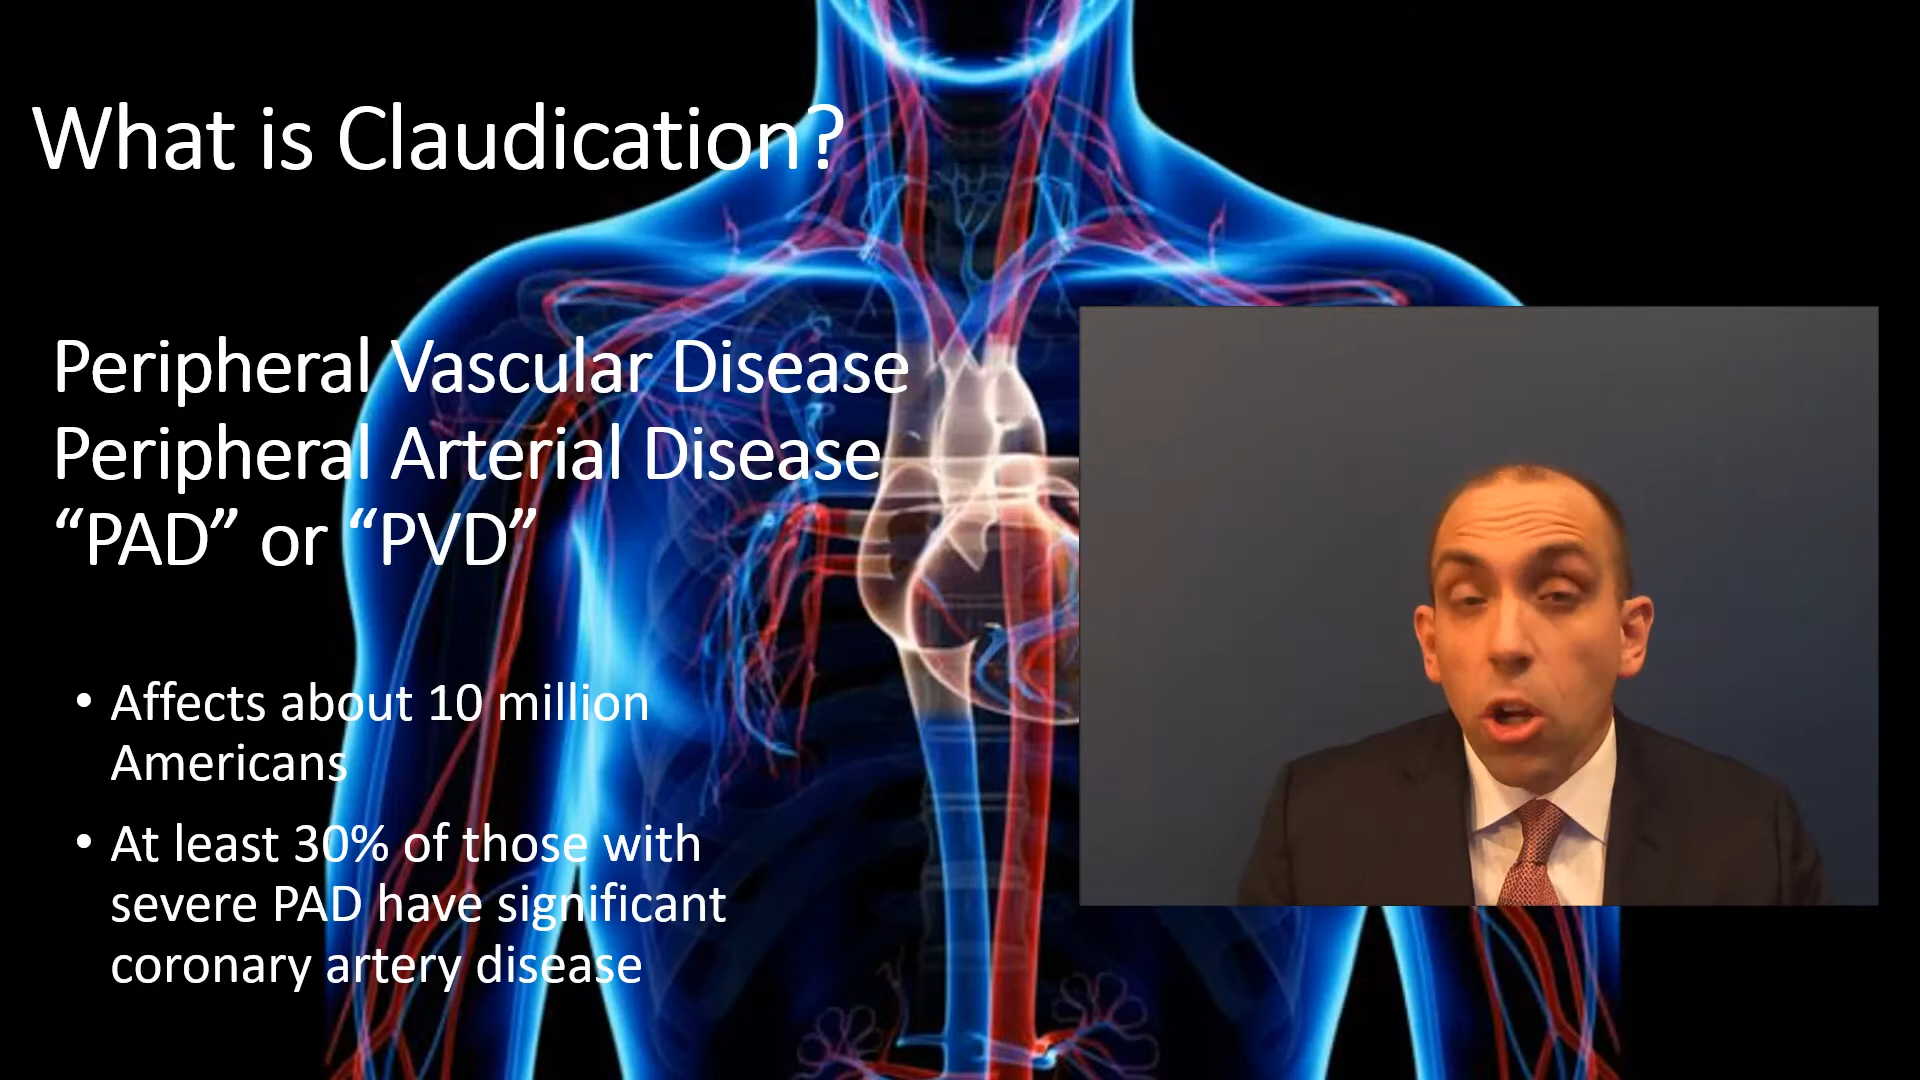 What is Claudication?
Peripheral Vascular Disease
Peripheral Arterial Disease
“PAD” or “PVD”
• Affects about 10 million
Americans
• At least 30% of those with
severe PAD have significant
coronary artery disease